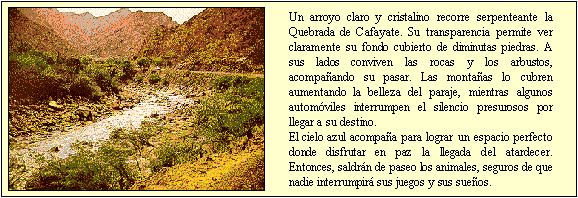 Un arroyo claro y cristalino recorre serpenteante la
Quebrada de Cafayate. Su transparencia permite ver
claramente su fondo cubierto de diminutas piedras. A
sus lados conviven las rocas y los arbustos,
acompañando su pasar. Las montañas lo cubren
aumentando la belleza del paraje, mientras algunos
automóviles interrumpen el silencio presurosos por
llegar a su destino.
El cielo azul acompaña para lograr un espacio perfecto
donde disfrutar en paz la llegada del atardecer.
Entonces, saldrán de paseo los animales, seguros de que
nadie interrumpirá sus juegos y sus sueños.